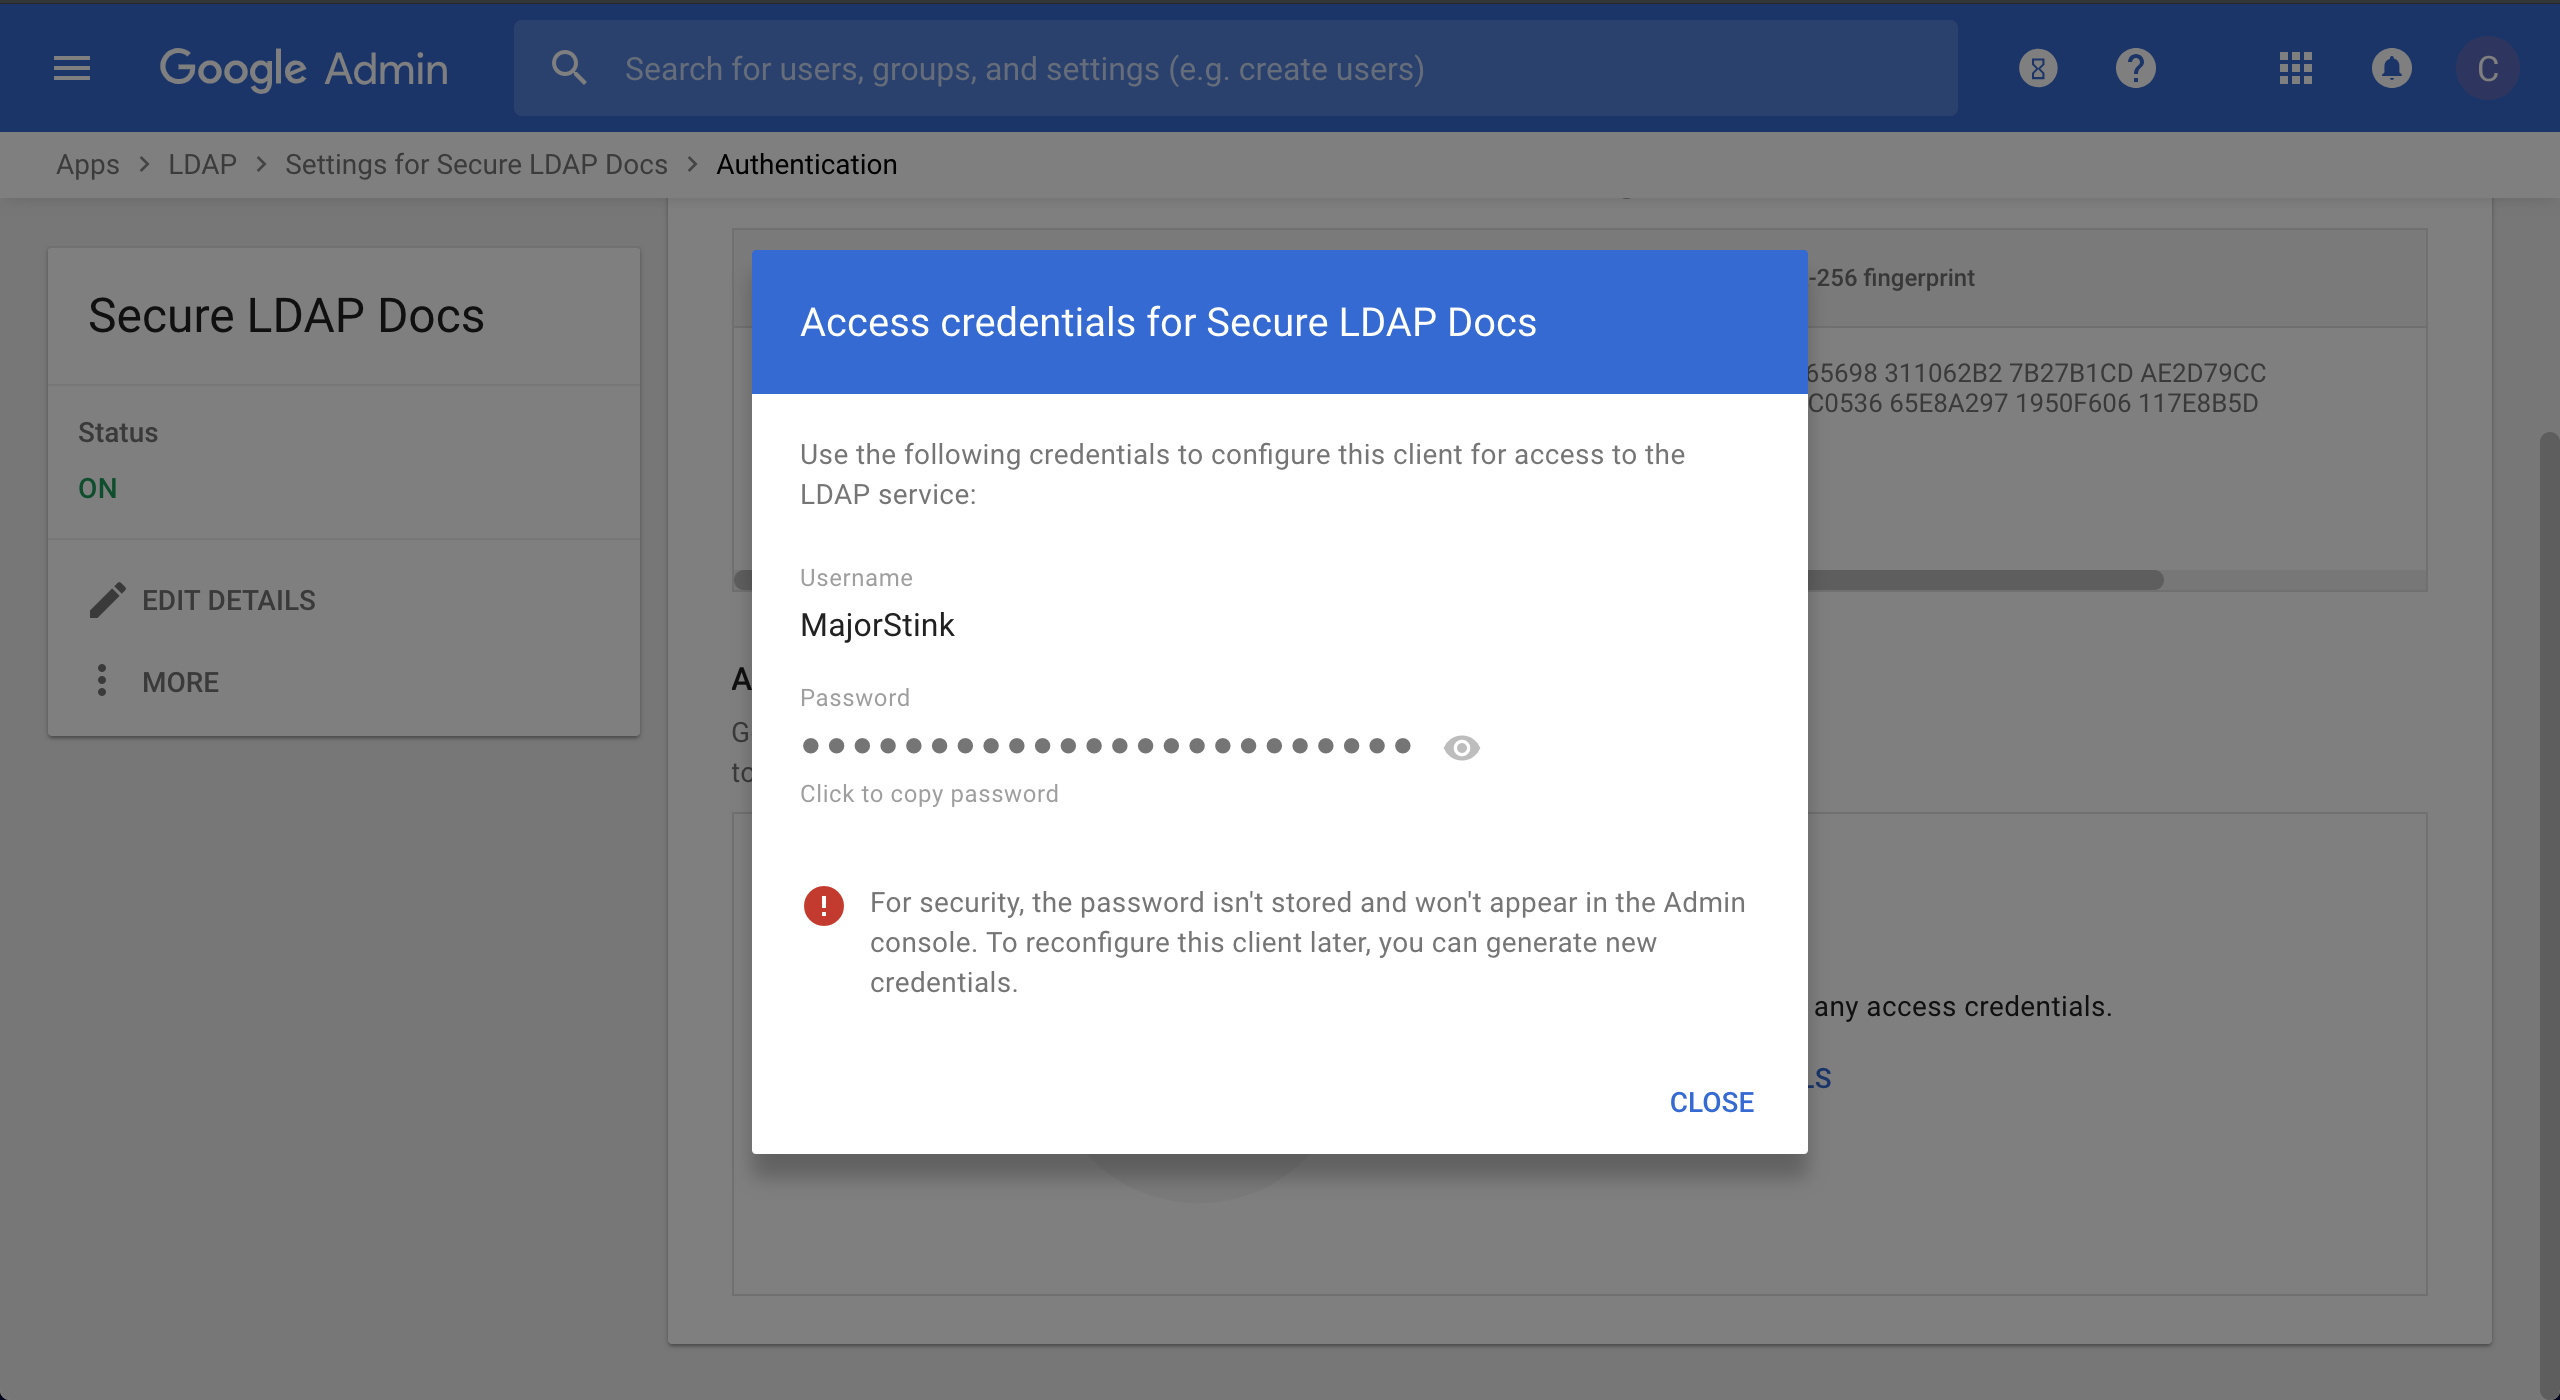 Google Admin
Search for users, groups, and settings (e.g. create users)
C
Apps > LDAP > Settings for Secure LDAP Docs > Authentication
Secure LDAP Docs
Status
ON
EDIT DETAILS
MORE
-256 fingerprint
65698 311062B2 7B27B1CD AE2D79CC
C0536 65E8A297 1950F606 117E8B5D
A
G
to
any access credentials.
LS
Access credentials for Secure LDAP Docs
Use the following credentials to configure this client for access to the
LDAP service:
Username
MajorStink
Password
Click to copy password
For security, the password isn't stored and won't appear in the Admin
console. To reconfigure this client later, you can generate new
credentials.
CLOSE